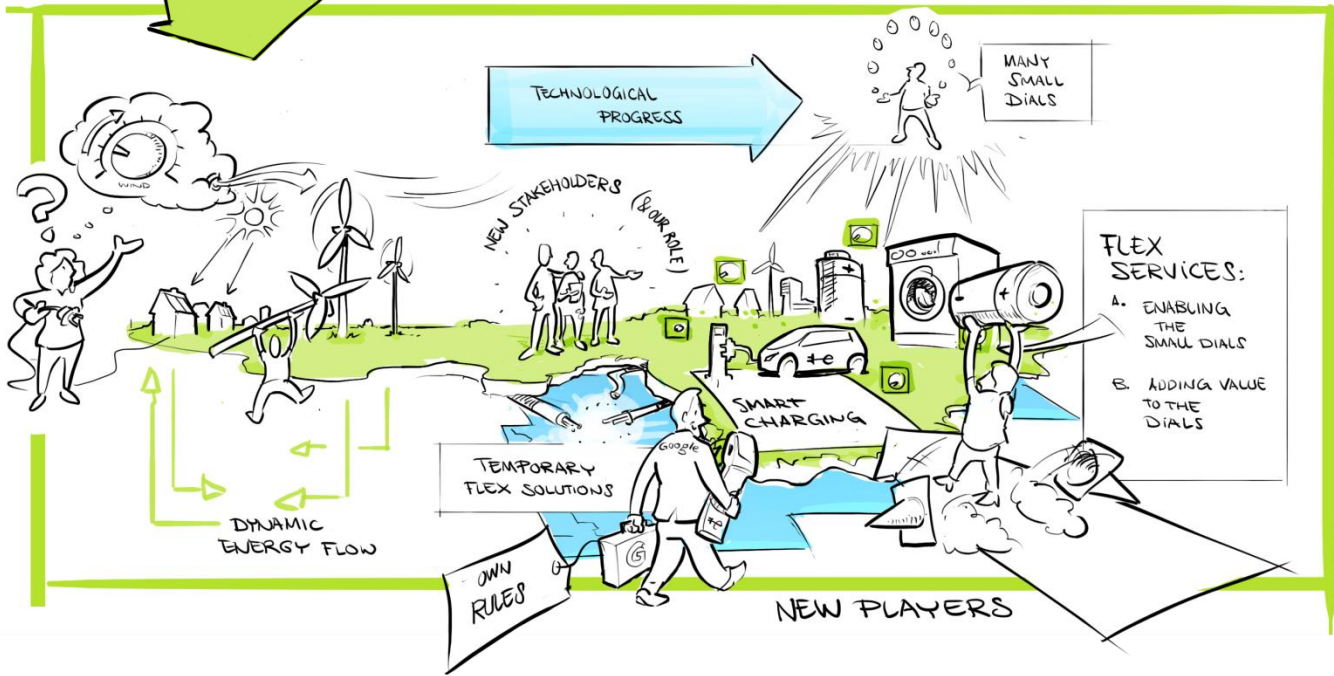 TECHNOLOGICAL
PROGRESS
MANY
SMALL
DIALS
WIND
?
NEW STAKEHOLDERS (& OUR ROLE)
FLEX
SERVICES:
A. ENABLING
THE
SMALL DIALS
B. ADDING VALUE
TO THE
DIALS
+
- +
+e
SMART
CHARGING
Google
+e
G
TEMPORARY
FLEX SOLUTIONS
DYNAMIC
ENERGY FLOW
OWN
RULES
NEW PLAYERS